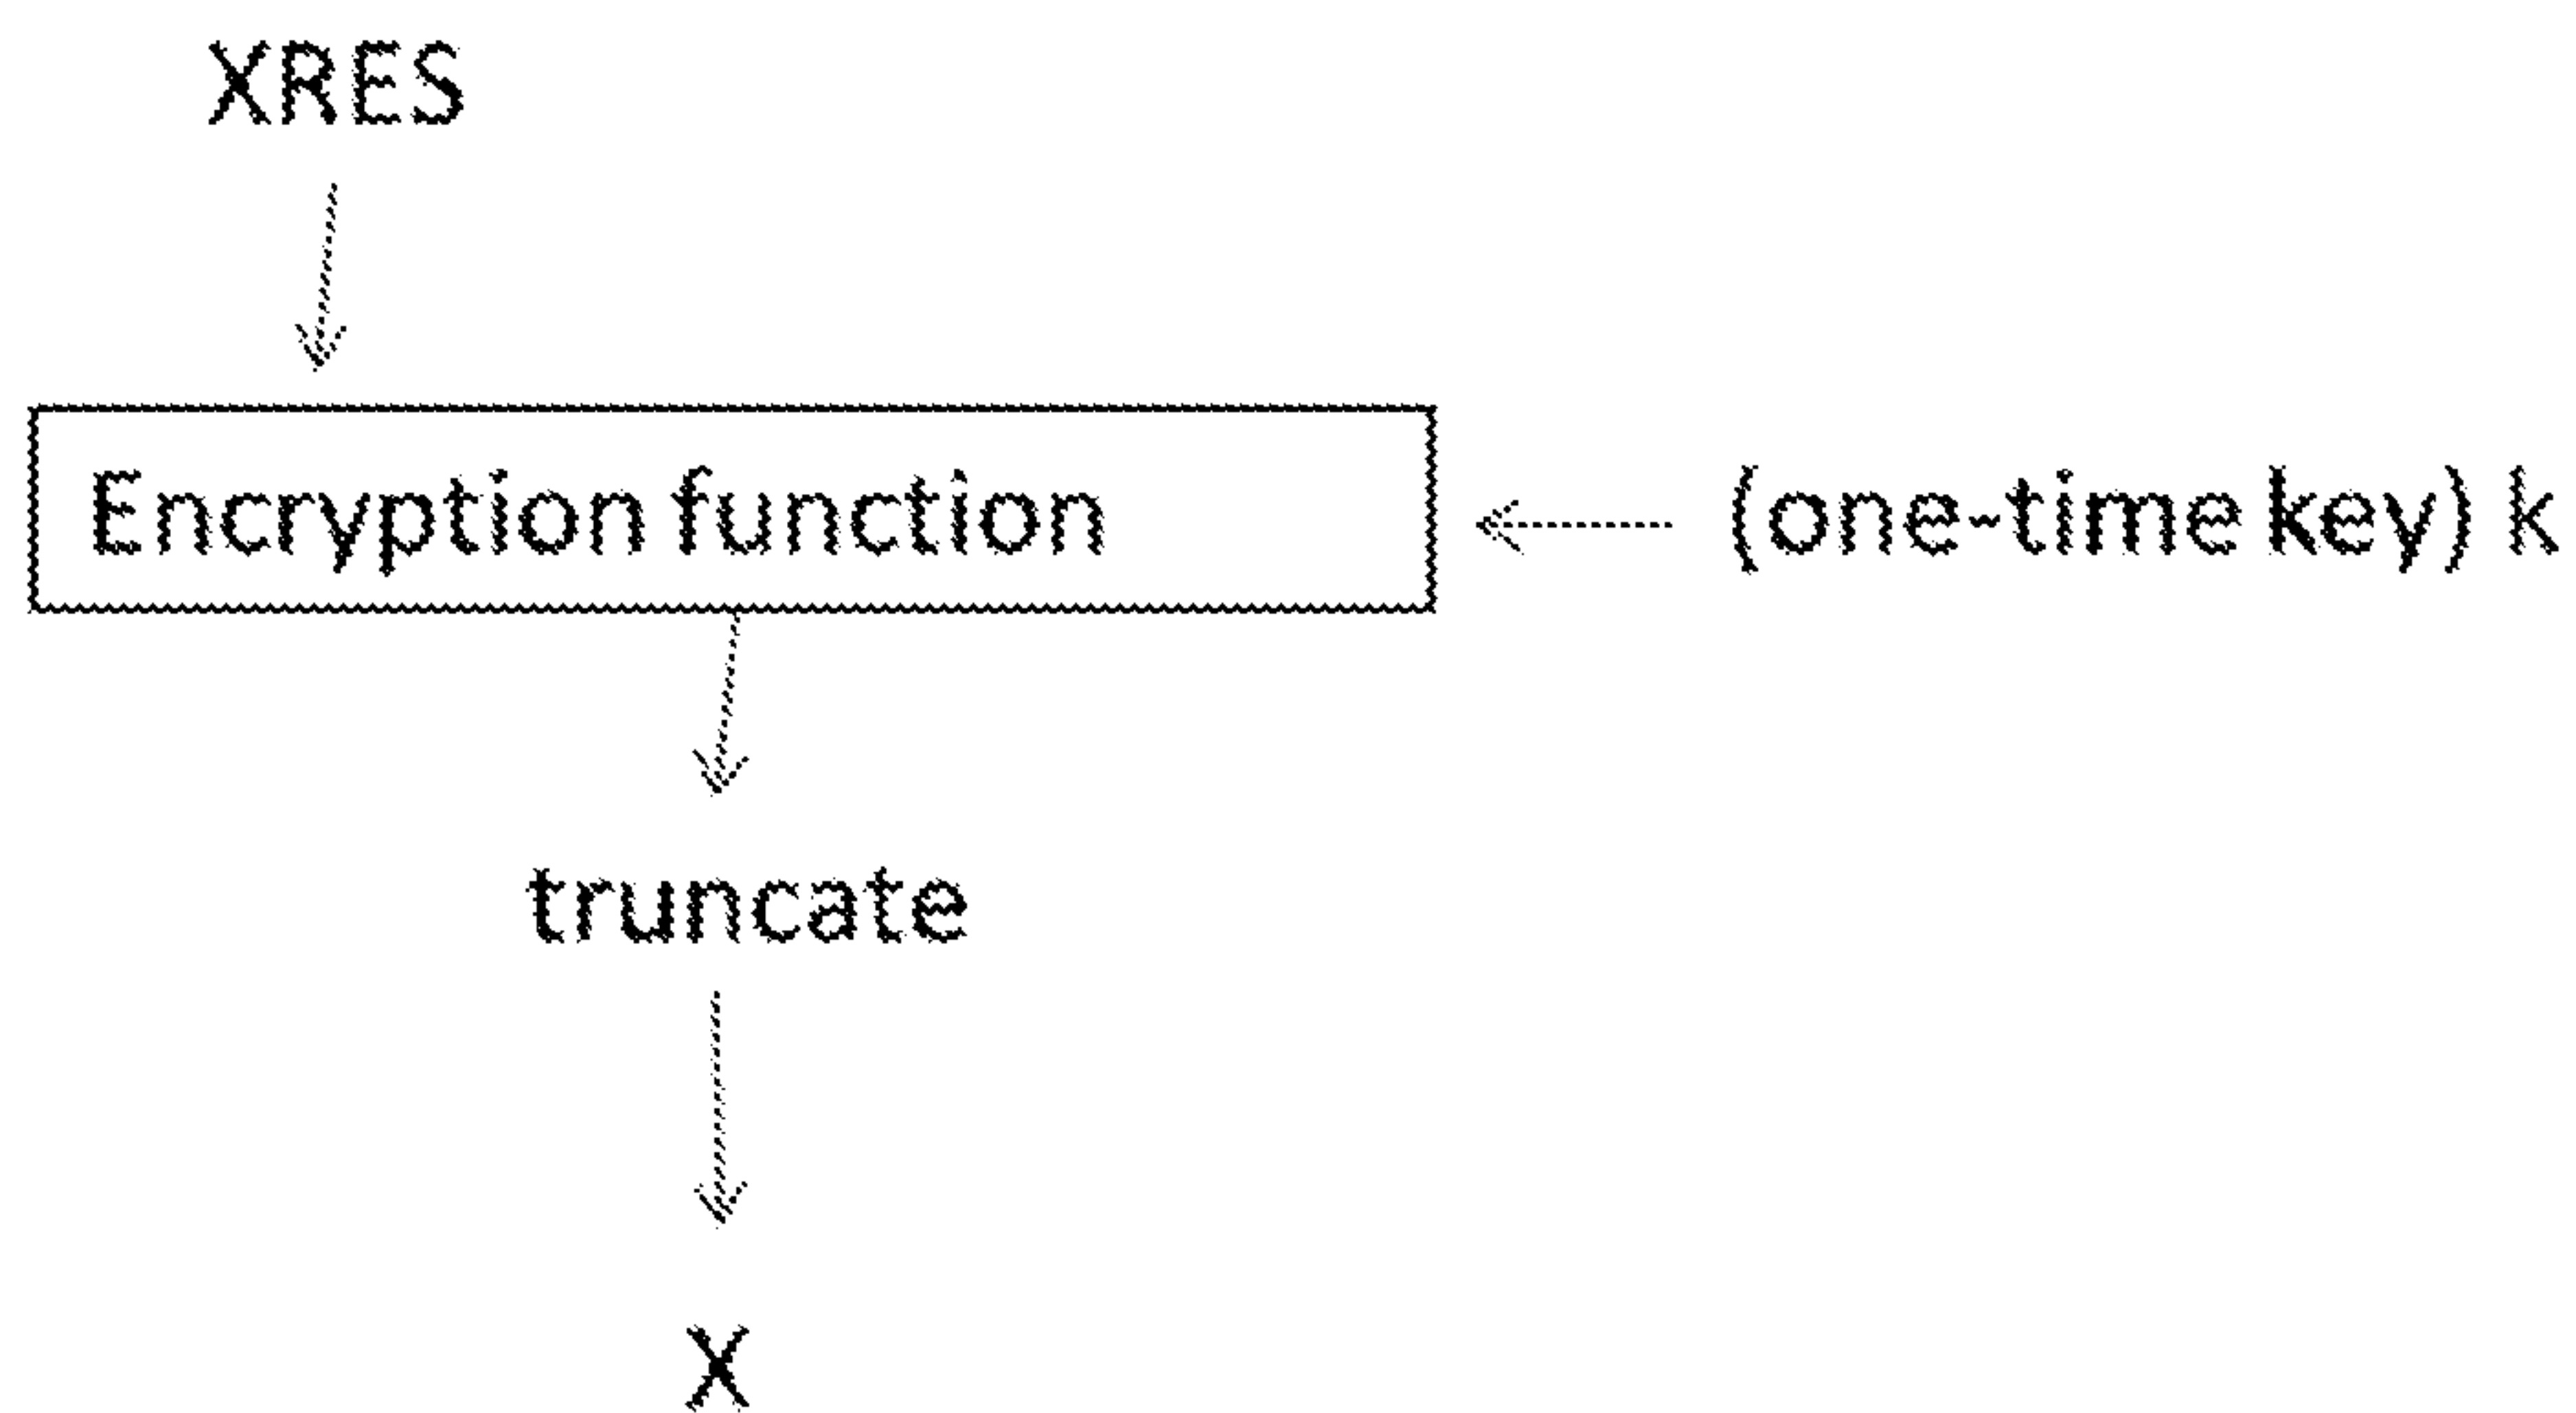 XRES
Encryption function
(one-time key) k
truncate
X